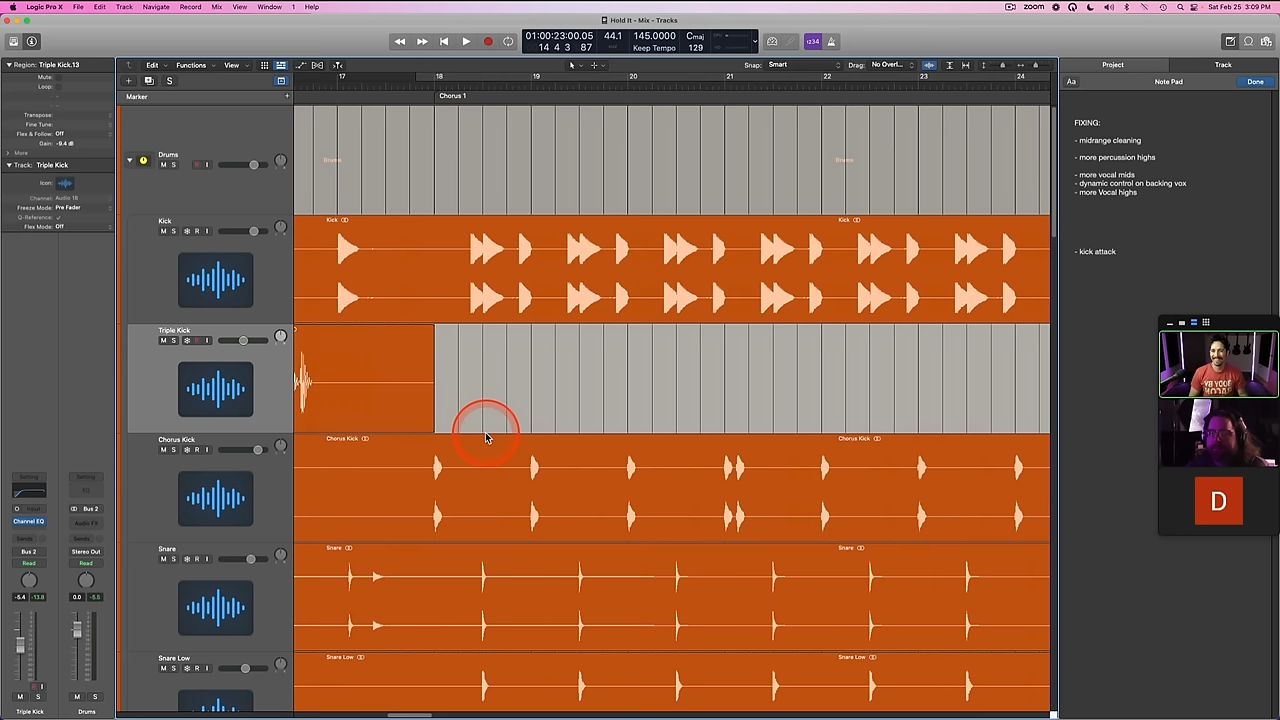 Logic Pro X File Edit Track Navigate Record Mix View Window 1 Help
zoom Sat Feb 25 3:09 PM
Hold It - Mix - Tracks
01:00:23:00.05 44.1 145.0000 Cmaj
14 4 3 87 Keep Tempo 129
1234
Region: Triple Kick.13
Mute:
Loop:
Transpose:
Fine Tune:
Flex & Follow: Off
Gain: -9.4 dB
More
Track: Triple Kick
Icon:
Channel: Audio 18
Freeze Mode: Pre Fader
Q-Reference:
Flex Mode: Off
Edit Functions View
Snap: Smart Drag: No Overl...
17 18 19 20 21 22 23 24
Marker
Chorus 1
Drums
M S R I
Drums Drums
Kick
M S R I
Kick Kick
Triple Kick
M S R I
Chorus Kick
M S R I
Chorus Kick Chorus Kick
Snare
M S R I
Snare Snare
Snare Low
M S R I
Snare Low Snare Low
Setting Setting
EQ
Input Bus 2
Channel EQ Audio FX
Sends Sends
Bus 2 Stereo Out
Read Read
-5.4 -13.8 0.0
R I
M S M S
Triple Kick Drums
Project Track
Aa Note Pad Done
FIXING:
- midrange cleaning
- more percussion highs
- more vocal mids
- dynamic control on backing vox
- more Vocal highs
- kick attack
D